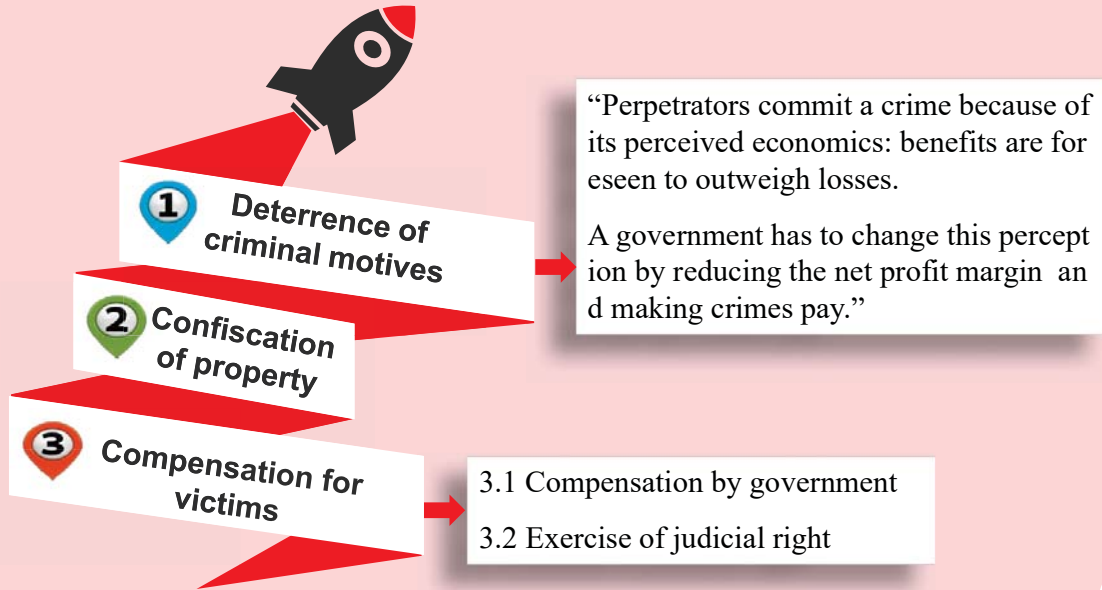 1
Deterrence of
criminal motives
“Perpetrators commit a crime because of
its perceived economics: benefits are for
eseen to outweigh losses.
A government has to change this percept
ion by reducing the net profit margin an
d making crimes pay.”
2
Confiscation
of property
3
Compensation for
victims
3.1 Compensation by government
3.2 Exercise of judicial right